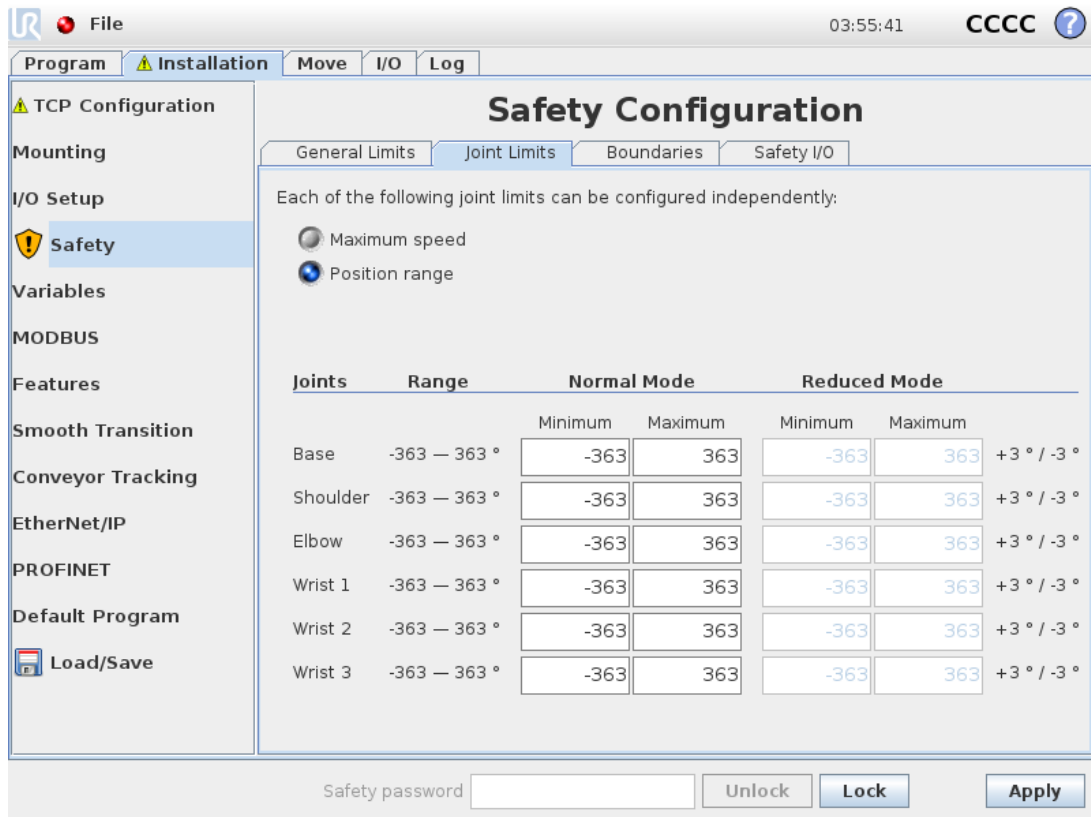 UR File 03:55:41 CCCC ?
Program Installation Move I/O Log
TCP Configuration
Mounting
I/O Setup
Safety
Variables
MODBUS
Features
Smooth Transition
Conveyor Tracking
EtherNet/IP
PROFINET
Default Program
Load/Save
Safety Configuration
General Limits Joint Limits Boundaries Safety I/O
Each of the following joint limits can be configured independently:
Maximum speed
Position range
Joints Range Normal Mode Reduced Mode
Minimum Maximum Minimum Maximum
Base -363 — 363 ° -363 363 -363 363 +3 ° / -3 °
Shoulder -363 — 363 ° -363 363 -363 363 +3 ° / -3 °
Elbow -363 — 363 ° -363 363 -363 363 +3 ° / -3 °
Wrist 1 -363 — 363 ° -363 363 -363 363 +3 ° / -3 °
Wrist 2 -363 — 363 ° -363 363 -363 363 +3 ° / -3 °
Wrist 3 -363 — 363 ° -363 363 -363 363 +3 ° / -3 °
Safety password Unlock Lock Apply